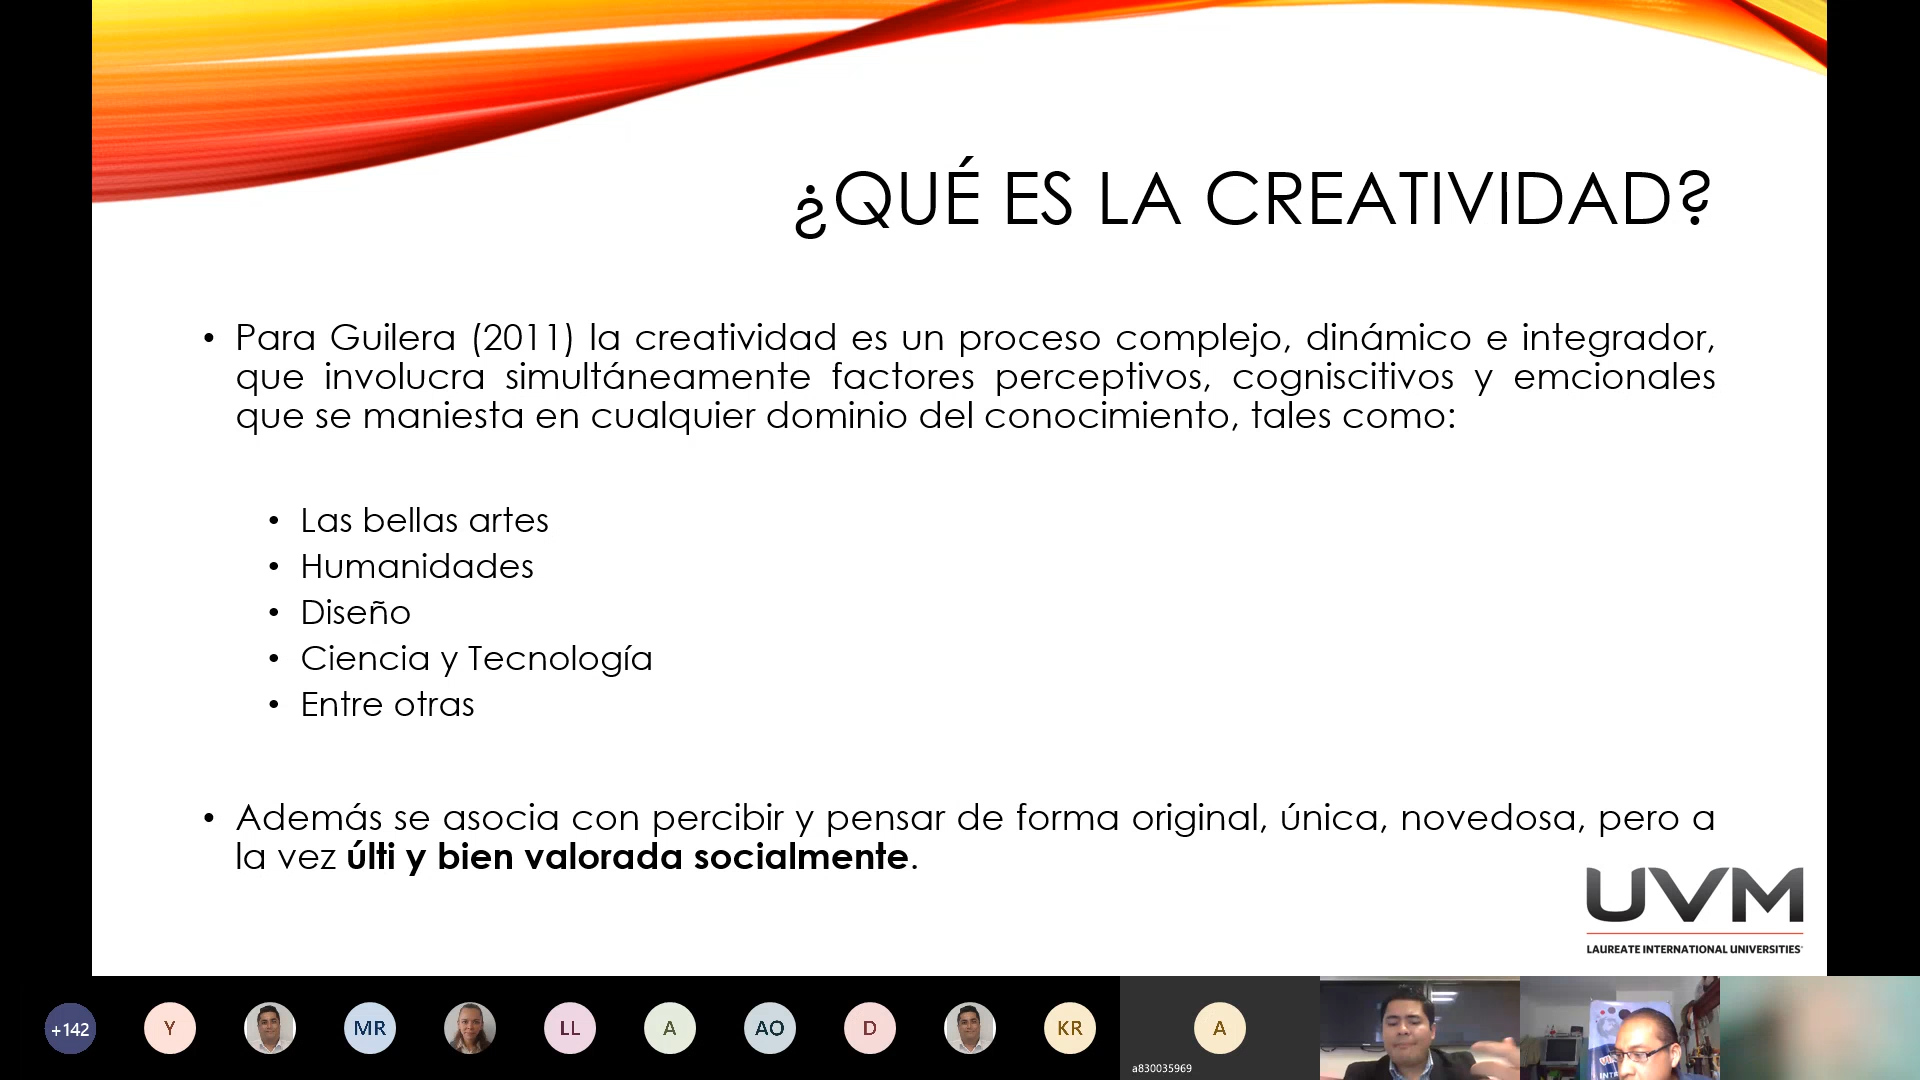 ¿QUÉ ES LA CREATIVIDAD?
• Para Guilera (2011) la creatividad es un proceso complejo, dinámico e integrador,
que involucra simultáneamente factores perceptivos, cogniscitivos y emcionales
que se maniesta en cualquier dominio del conocimiento, tales como:
• Las bellas artes
• Humanidades
• Diseño
• Ciencia y Tecnología
• Entre otras
• Además se asocia con percibir y pensar de forma original, única, novedosa, pero a
la vez últi y bien valorada socialmente.
UVM
LAUREATE INTERNATIONAL UNIVERSITIES
+142
Y
MR
LL
A
AO
D
KR
A
a830035969